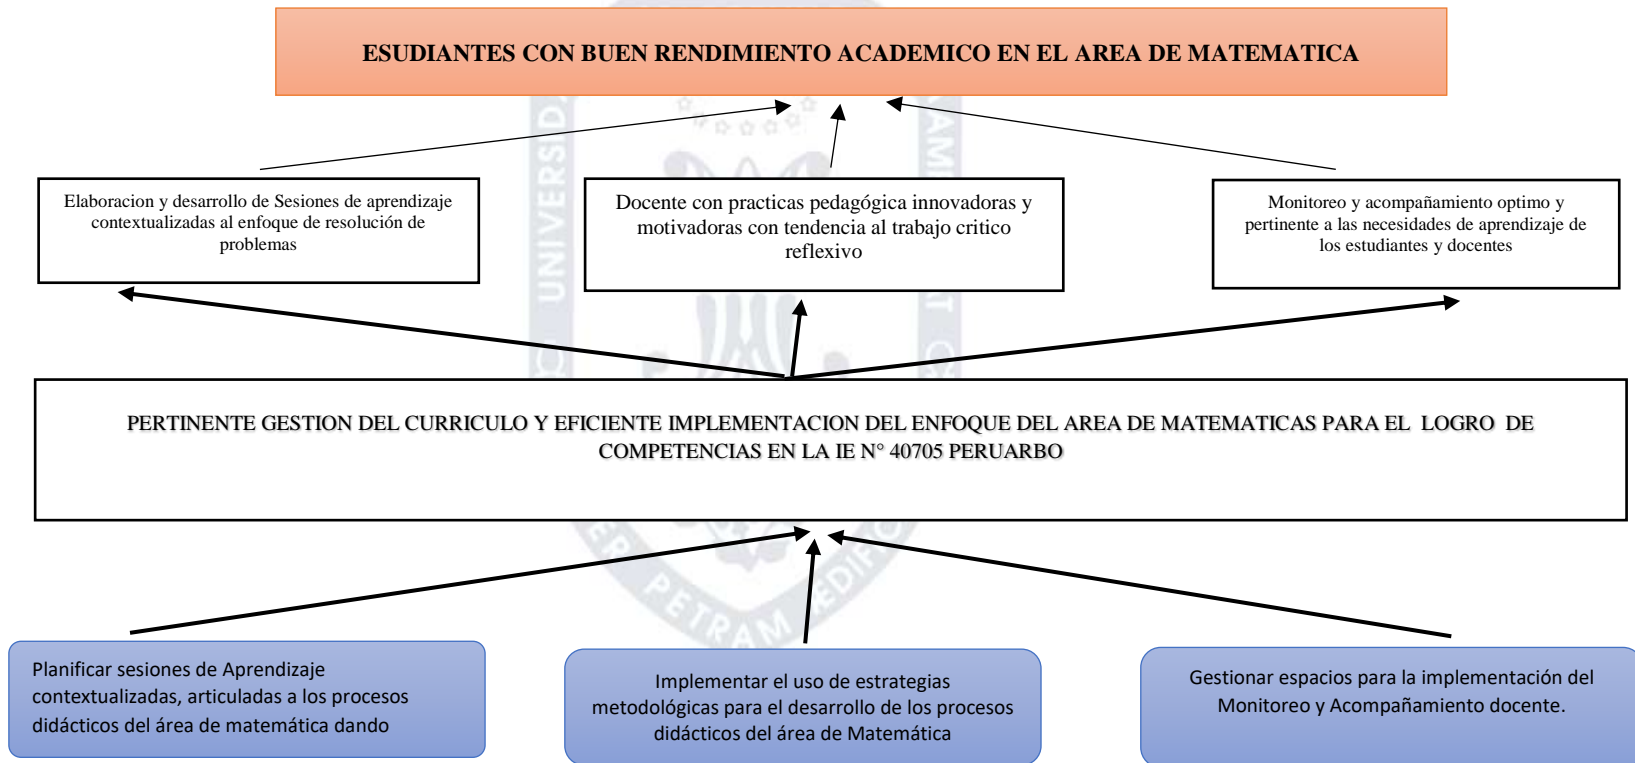 ESUDIANTES CON BUEN RENDIMIENTO ACADEMICO EN EL AREA DE MATEMATICA
Elaboracion y desarrollo de Sesiones de aprendizaje
contextualizadas al enfoque de resolución de
problemas
Docente con practicas pedagógica innovadoras y
motivadoras con tendencia al trabajo critico
reflexivo
Monitoreo y acompañamiento optimo y
pertinente a las necesidades de aprendizaje de
los estudiantes y docentes
PERTINENTE GESTION DEL CURRICULO Y EFICIENTE IMPLEMENTACION DEL ENFOQUE DEL AREA DE MATEMATICAS PARA EL LOGRO DE
COMPETENCIAS EN LA IE N° 40705 PERUARBO
Planificar sesiones de Aprendizaje
contextualizadas, articuladas a los procesos
didácticos del área de matemática dando
Implementar el uso de estrategias
metodológicas para el desarrollo de los procesos
didácticos del área de Matemática
Gestionar espacios para la implementación del
Monitoreo y Acompañamiento docente.
PETRAM